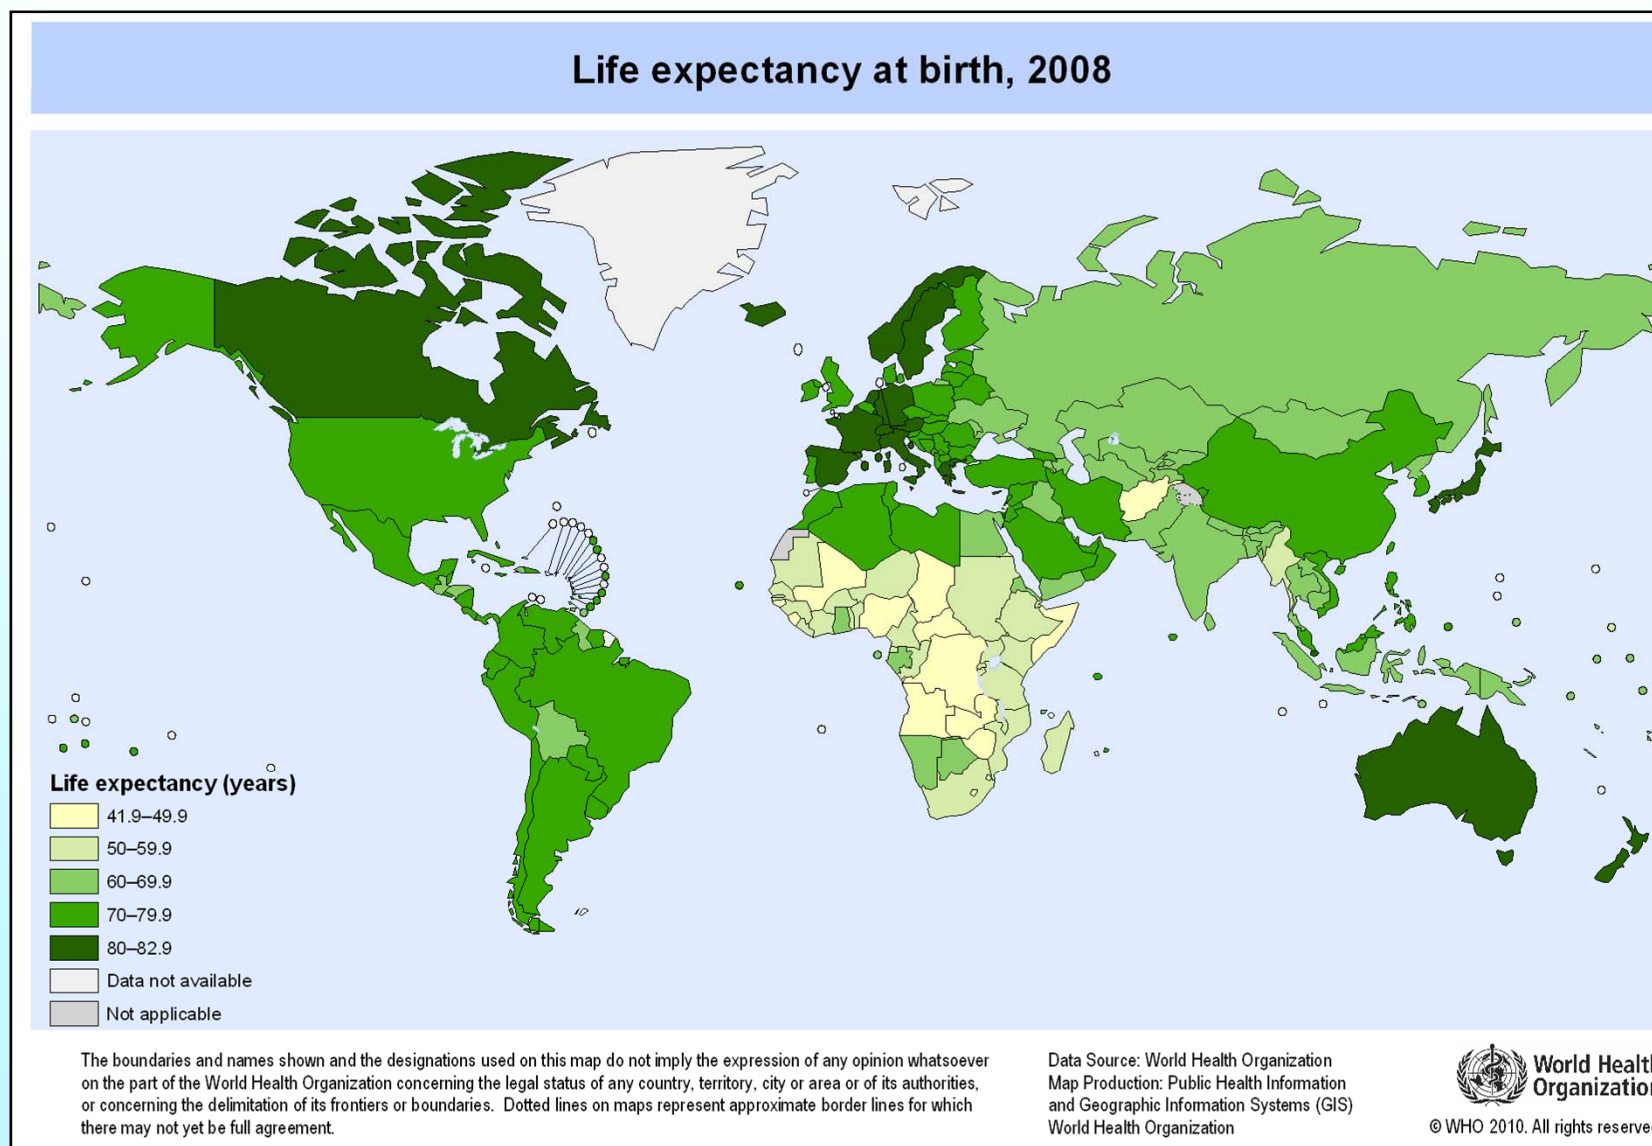 Life expectancy at birth, 2008
Life expectancy (years)
41.9–49.9
50–59.9
60–69.9
70–79.9
80–82.9
Data not available
Not applicable
The boundaries and names shown and the designations used on this map do not imply the expression of any opinion whatsoever
on the part of the World Health Organization concerning the legal status of any country, territory, city or area or of its authorities,
or concerning the delimitation of its frontiers or boundaries.  Dotted lines on maps represent approximate border lines for which
there may not yet be full agreement.
Data Source: World Health Organization
Map Production: Public Health Information
and Geographic Information Systems (GIS)
World Health Organization
World Health
Organization
© WHO 2010. All rights reserve